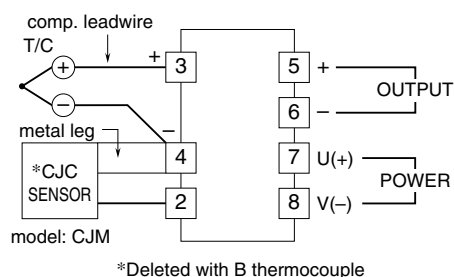 comp. leadwire
T/C
+
+
3
5
+
OUTPUT
−
6
−
−
metal leg
4
7
U(+)
*CJC
SENSOR
POWER
2
8
V(−)
model: CJM
*Deleted with B thermocouple